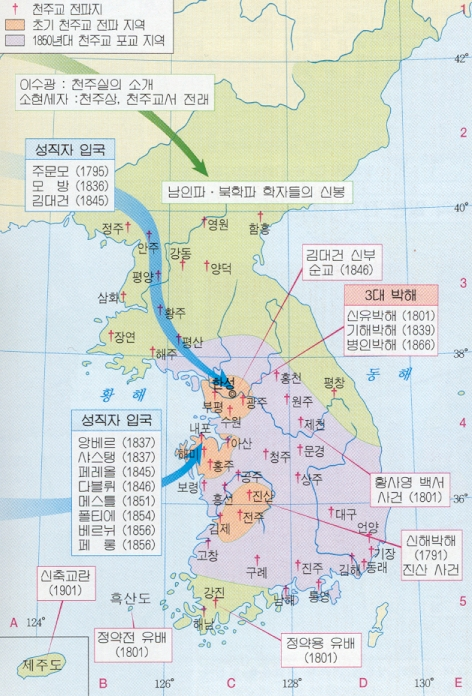 † 천주교 전파지
초기 천주교 전파 지역
1850년대 천주교 포교 지역
이수광 : 천주실의 소개
소현세자 : 천주상, 천주교서 전래
성직자 입국
주문모 (1795)
모 방 (1836)
김대건 (1845)
남인파·북학파 학자들의 신봉
정주
영원
함흥
안주
강동
양덕
평양
삼화
황주
장연
평산
해주
김대건 신부
순교 (1846)
3대 박해
신유박해 (1801)
기해박해 (1839)
병인박해 (1866)
황 해
동 해
한성
홍천
평창
부평
광주
원주
수원
제천
내포
아산
해미
홍주
청주
문경
보령
공주
상주
홍선
진산
전주
김제
대구
언양
고창
구례
진주
김해
동래
기장
강진
해남
남해
통영
성직자 입국
앙베르 (1837)
샤스탱 (1837)
페레올 (1845)
다블뤼 (1846)
메스틀 (1851)
폴티에 (1854)
베르뉘 (1856)
페 롱 (1856)
황사영 백서
사건 (1801)
신해박해
(1791)
진산 사건
신축교란
(1901)
흑산도
정약전 유배
(1801)
정약용 유배
(1801)
제주도
42°
40°
38°
36°
124°
126°
128°
130°
1
2
3
4
5
A
B
C
D
E